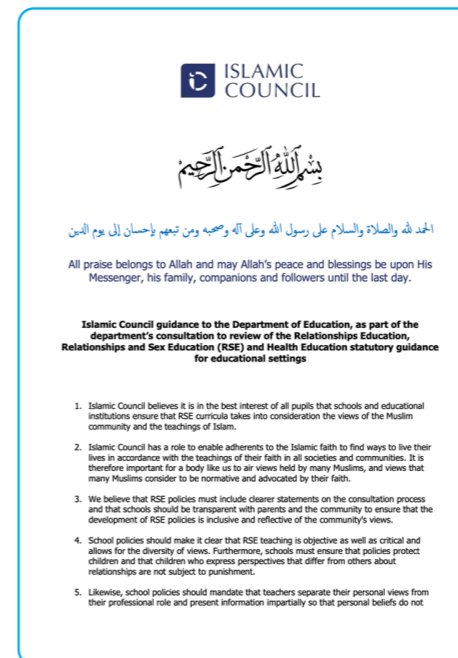 ISLAMIC
COUNCIL
بِسْمِ اللَّهِ الرَّحْمَنِ الرَّحِيمِ
الحمد لله والصلاة والسلام على رسول الله وعلى آله وصحبه ومن تبعهم بإحسان إلى يوم الدين
All praise belongs to Allah and may Allah's peace and blessings be upon His
Messenger, his family, companions and followers until the last day.
Islamic Council guidance to the Department of Education, as part of the
department's consultation to review of the Relationships Education,
Relationships and Sex Education (RSE) and Health Education statutory guidance
for educational settings
1. Islamic Council believes it is in the best interest of all pupils that schools and educational
institutions ensure that RSE curricula takes into consideration the views of the Muslim
community and the teachings of Islam.
2. Islamic Council has a role to enable adherents to the Islamic faith to find ways to live their
lives in accordance with the teachings of their faith in all societies and communities. It is
therefore important for a body like us to air views held by many Muslims, and views that
many Muslims consider to be normative and advocated by their faith.
3. We believe that RSE policies must include clearer statements on the consultation process
and that schools should be transparent with parents and the community to ensure that the
development of RSE policies is inclusive and reflective of the community's views.
4. School policies should make it clear that RSE teaching is objective as well as critical and
allows for the diversity of views. Furthermore, schools must ensure that policies protect
children and that children who express perspectives that differ from others about
relationships are not subject to punishment.
5. Likewise, school policies should mandate that teachers separate their personal views from
their professional role and present information impartially so that personal beliefs do not